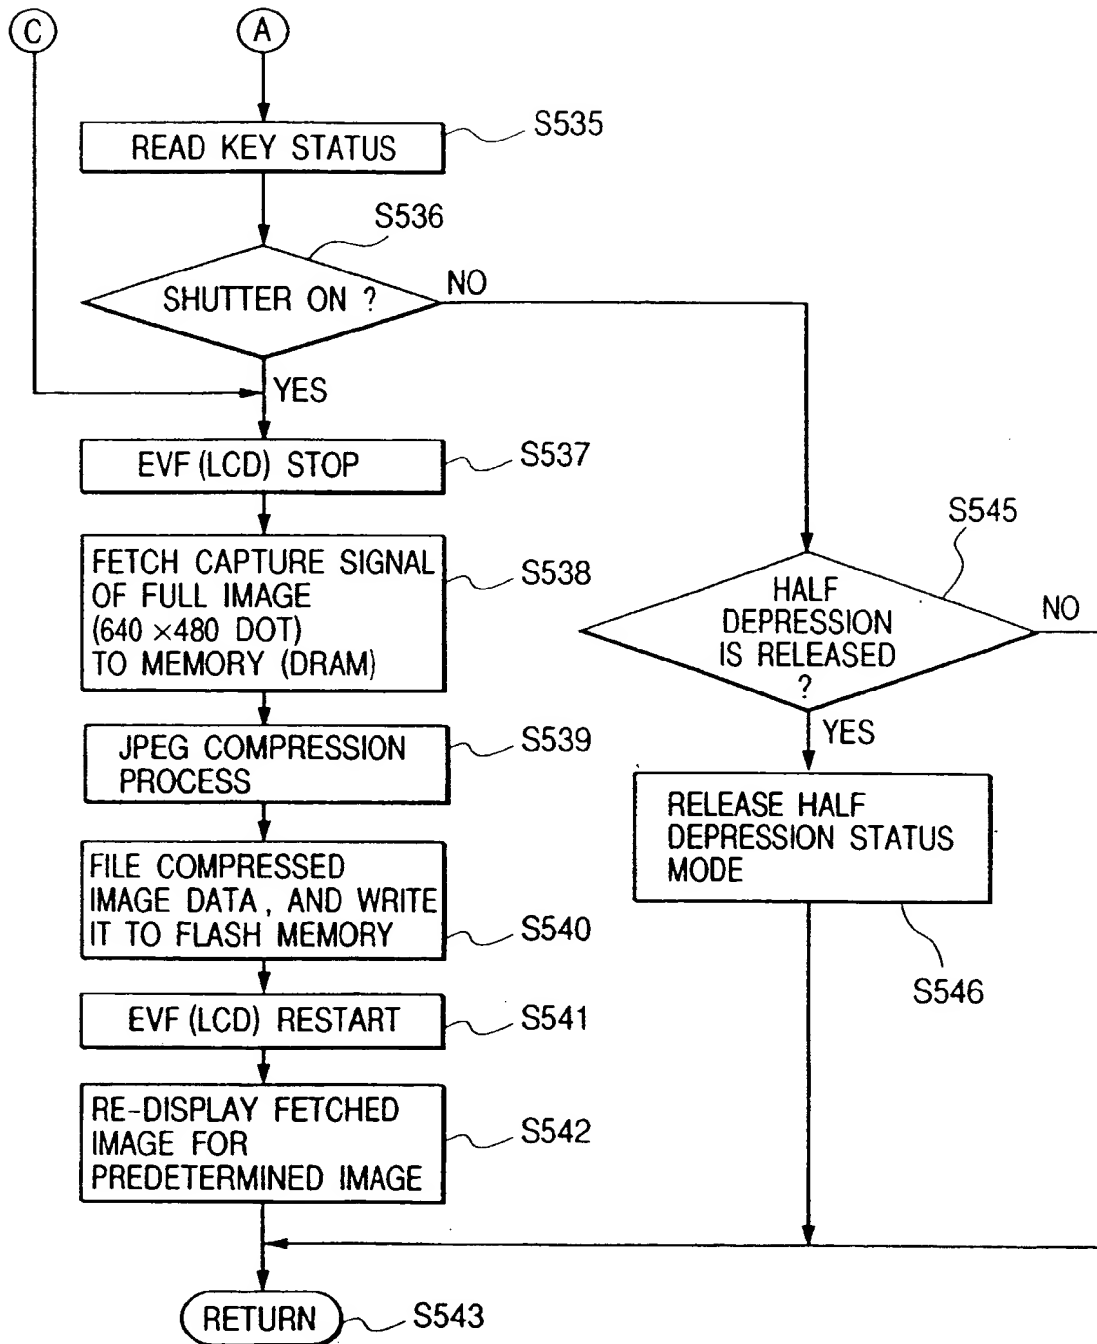 C
A
READ KEY STATUS
S535
S536
SHUTTER ON ?
NO
YES
EVF (LCD) STOP
S537
FETCH CAPTURE SIGNAL
OF FULL IMAGE
(640 ×480 DOT)
TO MEMORY (DRAM)
S538
JPEG COMPRESSION
PROCESS
S539
FILE COMPRESSED
IMAGE DATA, AND WRITE
IT TO FLASH MEMORY
S540
EVF (LCD) RESTART
S541
RE-DISPLAY FETCHED
IMAGE FOR
PREDETERMINED IMAGE
S542
RETURN
S543
S545
HALF
DEPRESSION
IS RELEASED
?
NO
YES
RELEASE HALF
DEPRESSION STATUS
MODE
S546